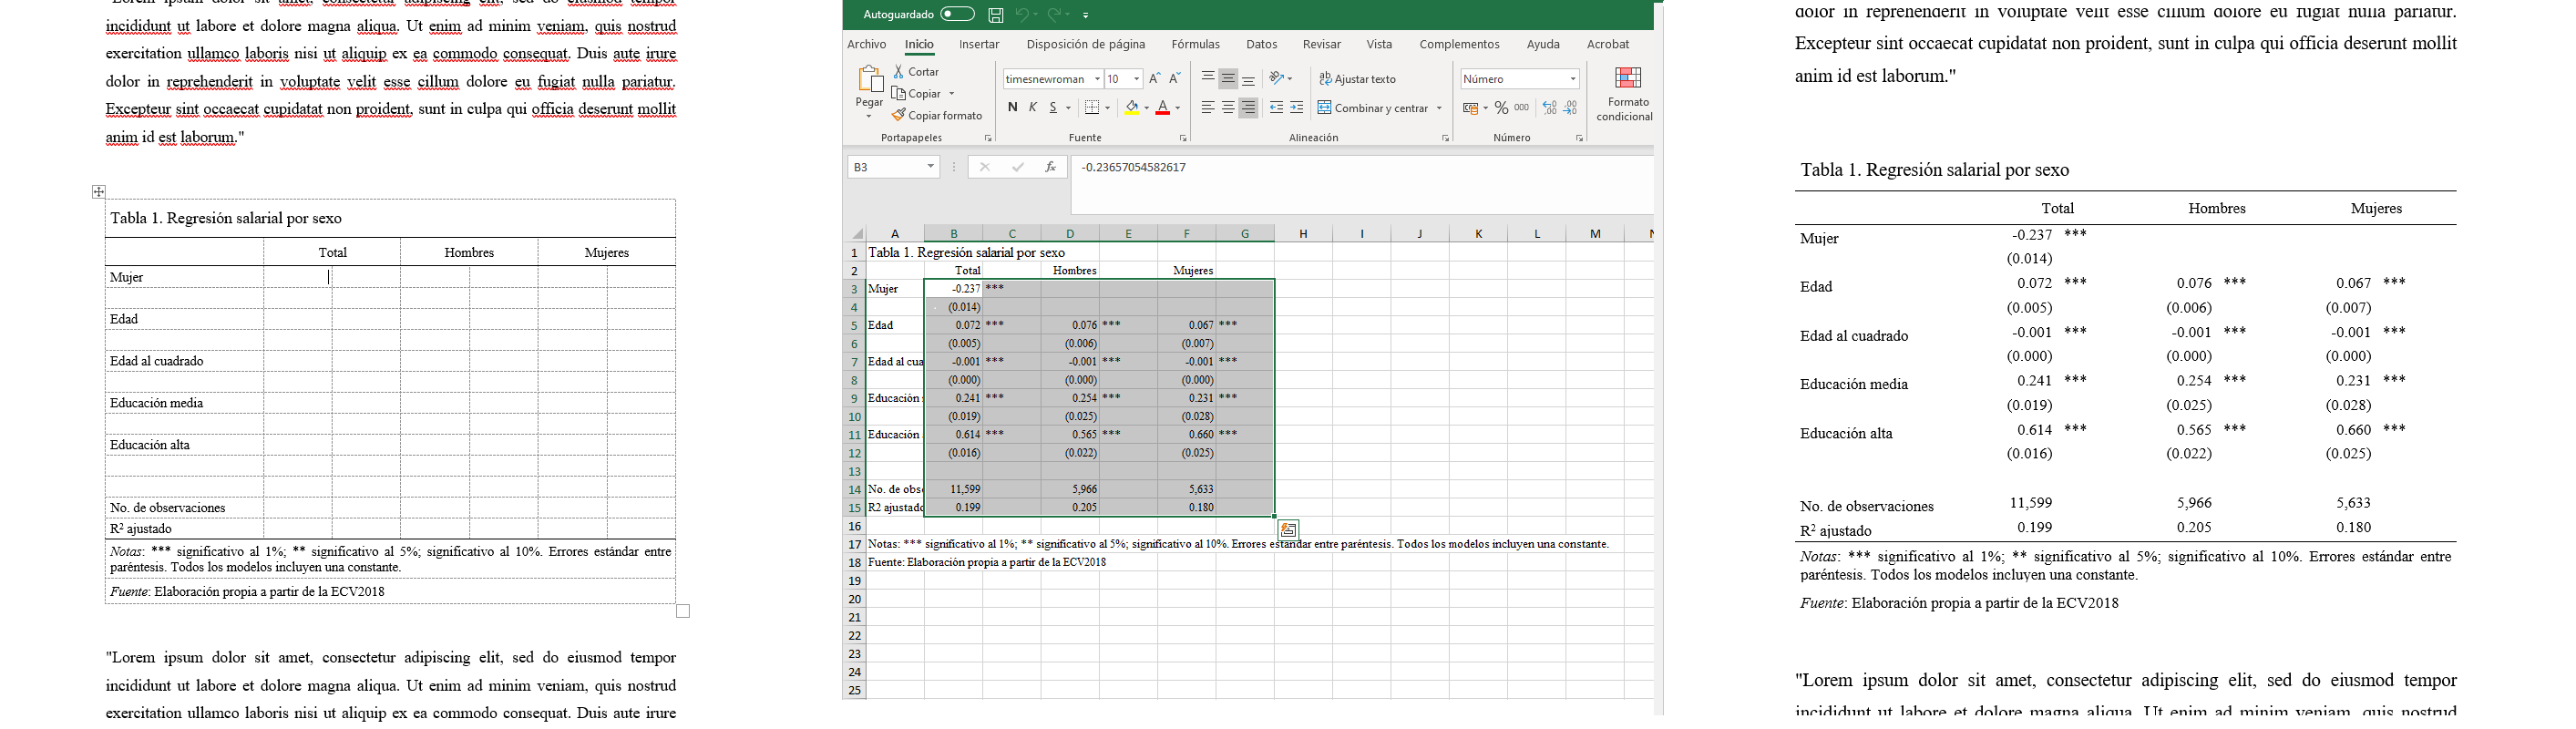 "Lorem ipsum dolor sit amet, consectetur adipiscing elit, sed do eiusmod tempor
incididunt ut labore et dolore magna aliqua. Ut enim ad minim veniam, quis nostrud
exercitation ullamco laboris nisi ut aliquip ex ea commodo consequat. Duis aute irure
dolor in reprehenderit in voluptate velit esse cillum dolore eu fugiat nulla pariatur.
Excepteur sint occaecat cupidatat non proident, sunt in culpa qui officia deserunt mollit
anim id est laborum."
Tabla 1. Regresión salarial por sexo
Total Hombres Mujeres
Mujer
Edad
Edad al cuadrado
Educación media
Educación alta
No. de observaciones
R² ajustado
Notas: *** significativo al 1%; ** significativo al 5%; significativo al 10%. Errores estándar entre
paréntesis. Todos los modelos incluyen una constante.
Fuente: Elaboración propia a partir de la ECV2018
"Lorem ipsum dolor sit amet, consectetur adipiscing elit, sed do eiusmod tempor
incididunt ut labore et dolore magna aliqua. Ut enim ad minim veniam, quis nostrud
exercitation ullamco laboris nisi ut aliquip ex ea commodo consequat. Duis aute irure
Autoguardado
Archivo Inicio Insertar Disposición de página Fórmulas Datos Revisar Vista Complementos Ayuda Acrobat
Pegar
Cortar
Copiar
Copiar formato
Portapapeles
timesnewroman 10
N K S
Fuente
Ajustar texto
Combinar y centrar
Alineación
Número
% 000
Número
Formato
condicional
B3 fx -0.23657054582617
A B C D E F G H I J K L M N
1 Tabla 1. Regresión salarial por sexo
2 Total Hombres Mujeres
3 Mujer -0.237 ***
4 (0.014)
5 Edad 0.072 *** 0.076 *** 0.067 ***
6 (0.005) (0.006) (0.007)
7 Edad al cua -0.001 *** -0.001 *** -0.001 ***
8 (0.000) (0.000) (0.000)
9 Educación 0.241 *** 0.254 *** 0.231 ***
10 (0.019) (0.025) (0.028)
11 Educación 0.614 *** 0.565 *** 0.660 ***
12 (0.016) (0.022) (0.025)
13
14 No. de obs 11,599 5,966 5,633
15 R2 ajustado 0.199 0.205 0.180
16
17 Notas: *** significativo al 1%; ** significativo al 5%; significativo al 10%. Errores estándar entre paréntesis. Todos los modelos incluyen una constante.
18 Fuente: Elaboración propia a partir de la ECV2018
19
20
21
22
23
24
25
dolor in reprehenderit in voluptate velit esse cillum dolore eu fugiat nulla pariatur.
Excepteur sint occaecat cupidatat non proident, sunt in culpa qui officia deserunt mollit
anim id est laborum."
Tabla 1. Regresión salarial por sexo
Total Hombres Mujeres
Mujer -0.237 ***
(0.014)
Edad 0.072 *** 0.076 *** 0.067 ***
(0.005) (0.006) (0.007)
Edad al cuadrado -0.001 *** -0.001 *** -0.001 ***
(0.000) (0.000) (0.000)
Educación media 0.241 *** 0.254 *** 0.231 ***
(0.019) (0.025) (0.028)
Educación alta 0.614 *** 0.565 *** 0.660 ***
(0.016) (0.022) (0.025)
No. de observaciones 11,599 5,966 5,633
R² ajustado 0.199 0.205 0.180
Notas: *** significativo al 1%; ** significativo al 5%; significativo al 10%. Errores estándar entre
paréntesis. Todos los modelos incluyen una constante.
Fuente: Elaboración propia a partir de la ECV2018
"Lorem ipsum dolor sit amet, consectetur adipiscing elit, sed do eiusmod tempor
incididunt ut labore et dolore magna aliqua. Ut enim ad minim veniam, quis nostrud